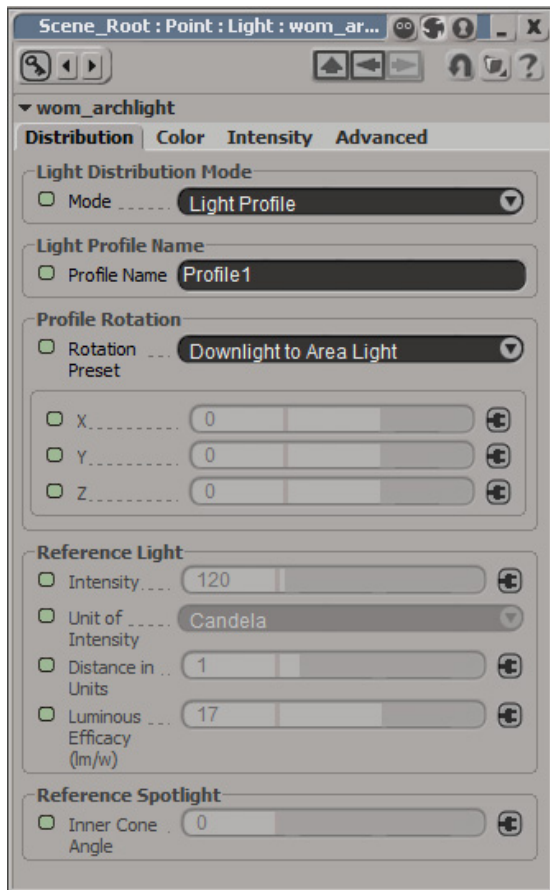 Scene_Root : Point : Light : wom_ar...
wom_archlight
Distribution Color Intensity Advanced
Light Distribution Mode
Mode Light Profile
Light Profile Name
Profile Name Profile1
Profile Rotation
Rotation Downlight to Area Light
Preset
X 0
Y 0
Z 0
Reference Light
Intensity 120
Unit of Candela
Intensity
Distance in 1
Units
Luminous 17
Efficacy
(lm/w)
Reference Spotlight
Inner Cone 0
Angle